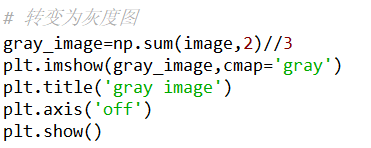 # 转变为灰度图
gray_image=np.sum(image,2)//3
plt.imshow(gray_image,cmap='gray')
plt.title('gray image')
plt.axis('off')
plt.show()